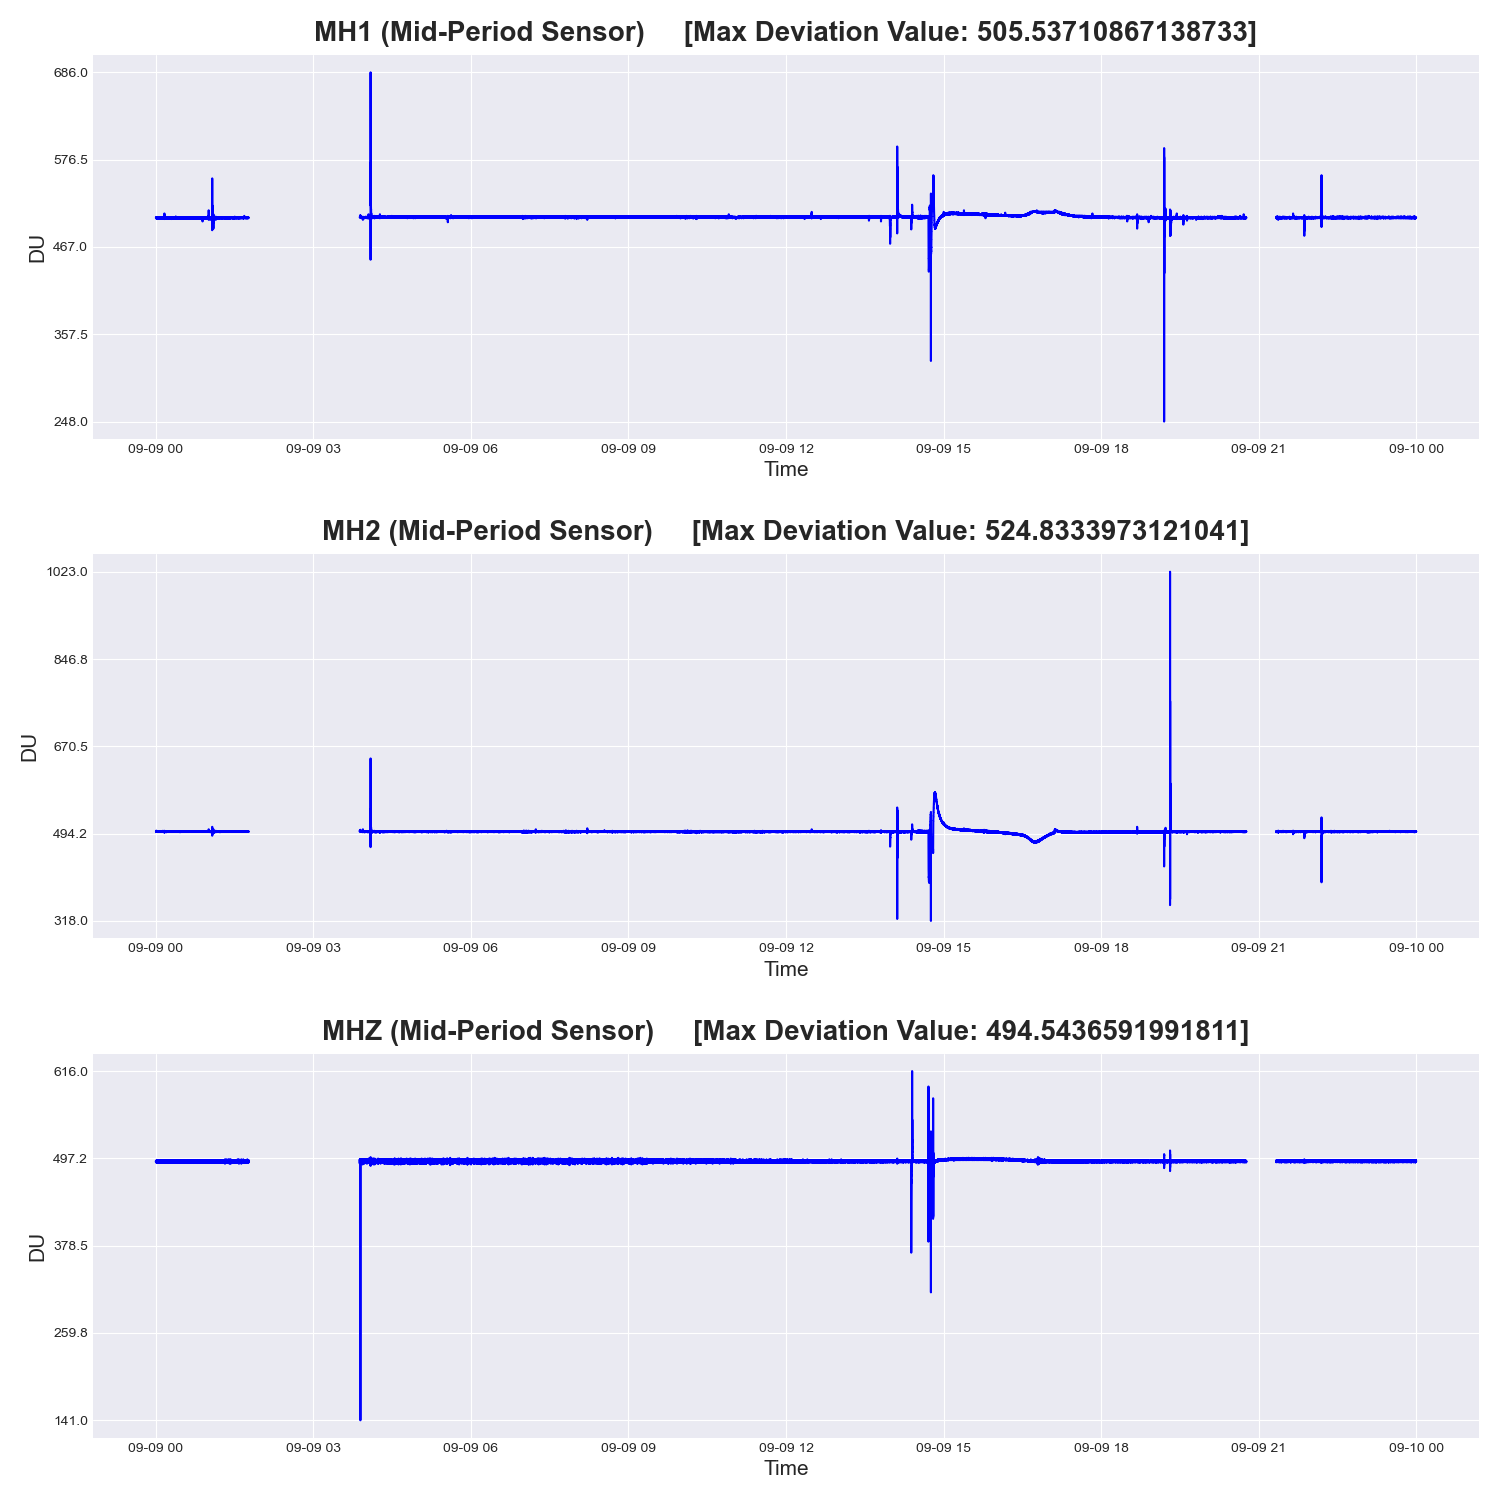 MH1 (Mid-Period Sensor) [Max Deviation Value: 505.53710867138733]
686.0
576.5
467.0
357.5
248.0
DU
09-09 00 09-09 03 09-09 06 09-09 09 09-09 12 09-09 15 09-09 18 09-09 21 09-10 00
Time
MH2 (Mid-Period Sensor) [Max Deviation Value: 524.8333973121041]
1023.0
846.8
670.5
494.2
318.0
DU
09-09 00 09-09 03 09-09 06 09-09 09 09-09 12 09-09 15 09-09 18 09-09 21 09-10 00
Time
MHZ (Mid-Period Sensor) [Max Deviation Value: 494.5436591991811]
616.0
497.2
378.5
259.8
141.0
DU
09-09 00 09-09 03 09-09 06 09-09 09 09-09 12 09-09 15 09-09 18 09-09 21 09-10 00
Time